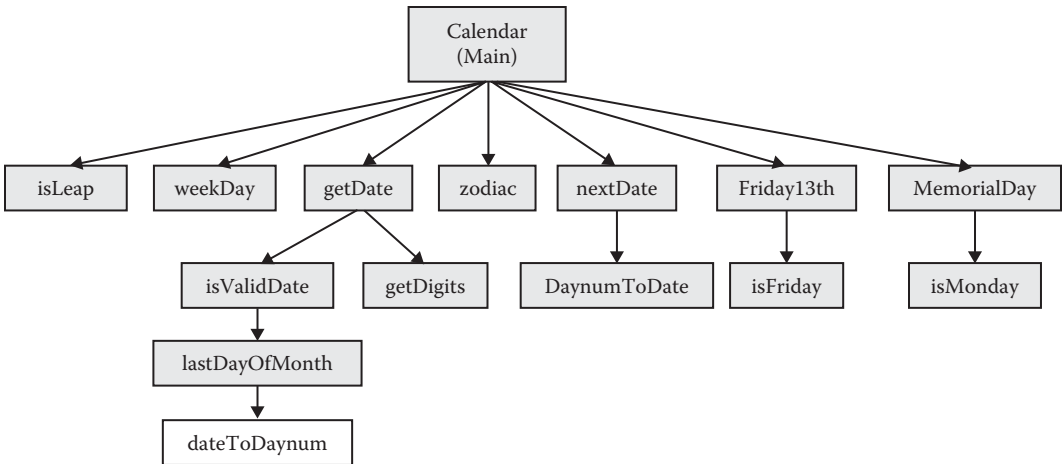 Calendar
(Main)
isLeap
weekDay
getDate
zodiac
nextDate
Friday13th
MemorialDay
isValidDate
getDigits
DaynumToDate
isFriday
isMonday
lastDayOfMonth
dateToDaynum